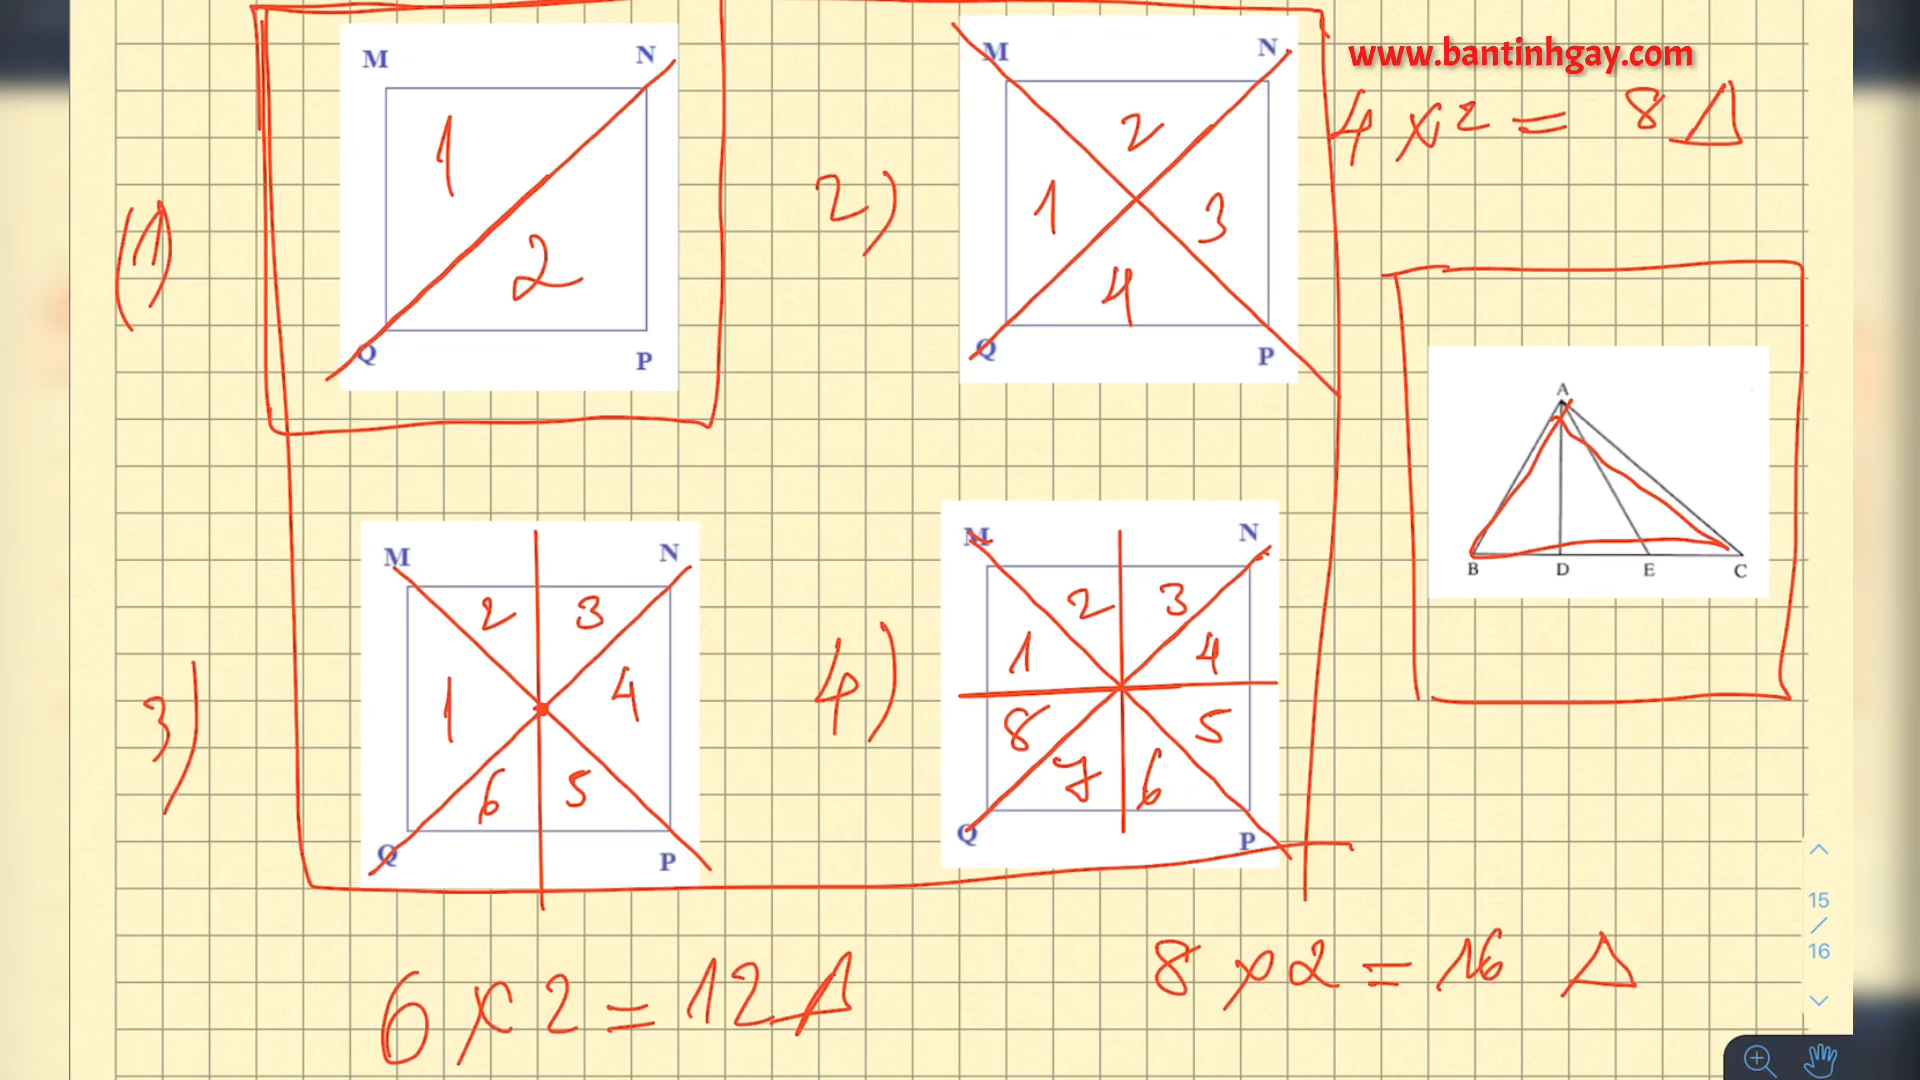 www.bantinhgay.com
4 x 2 = 8 Δ
(1)
M N
1
2
Q P
2)
M N
2
1 3
4
Q P
A
B D E C
3)
M N
2 3
1 4
6 5
Q P
4)
M N
2 3
1 4
8 5
7 6
Q P
6 x 2 = 12 Δ
8 x 2 = 16 Δ
15
/
16